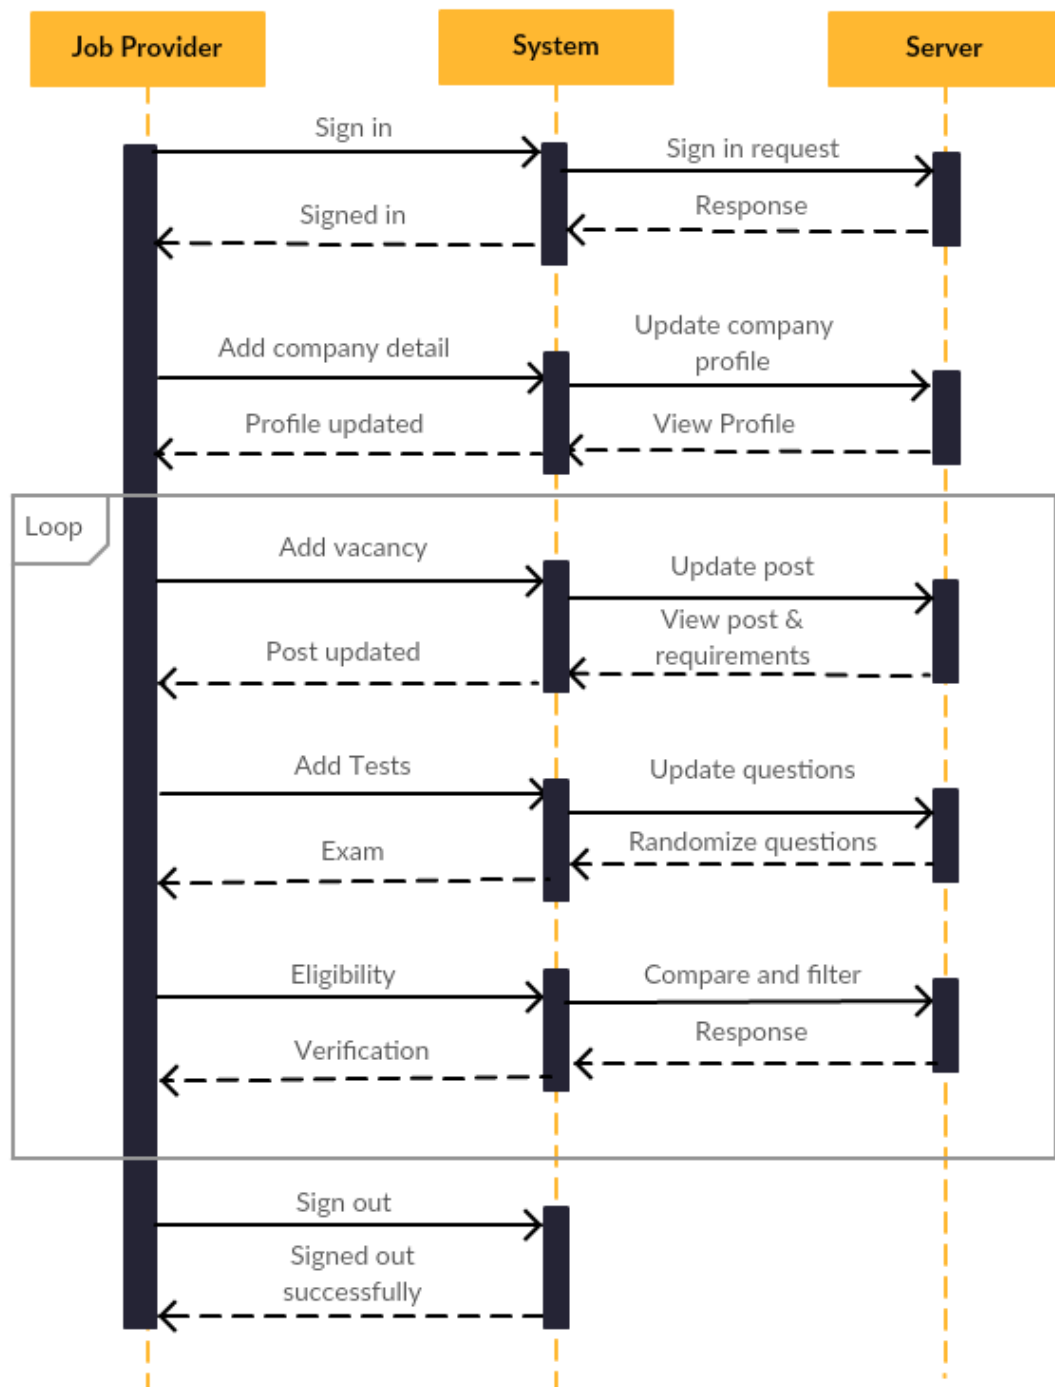 Job Provider
System
Server
Sign in
Sign in request
Response
Signed in
Update company
profile
Add company detail
Profile updated
View Profile
Loop
Add vacancy
Update post
View post &
requirements
Post updated
Add Tests
Update questions
Randomize questions
Exam
Eligibility
Compare and filter
Response
Verification
Sign out
Signed out
successfully